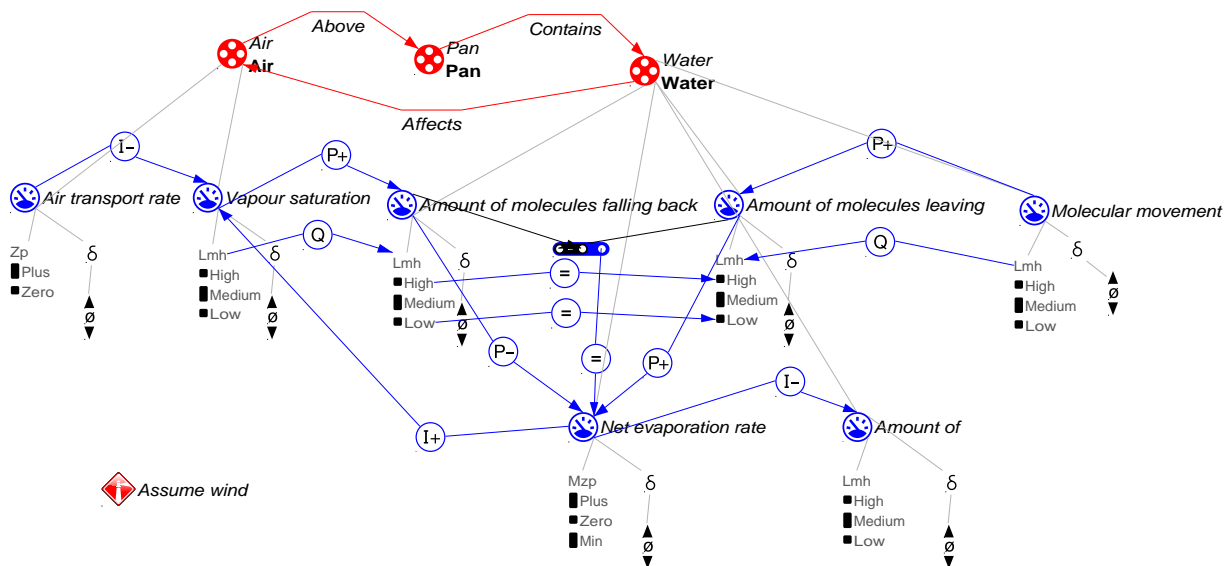 Above
Contains
Air
Air
Pan
Pan
Water
Water
Affects
I-
P+
P+
Air transport rate
Vapour saturation
Amount of molecules falling back
Amount of molecules leaving
Molecular movement
Zp
Plus
Zero
δ
ø
Lmh
High
Medium
Low
δ
ø
Q
Lmh
High
Medium
Low
δ
ø
=
=
Lmh
High
Medium
Low
δ
ø
Q
Lmh
High
Medium
Low
δ
ø
P-
=
P+
I-
I+
Net evaporation rate
Amount of
Assume wind
Mzp
Plus
Zero
Min
δ
ø
Lmh
High
Medium
Low
δ
ø